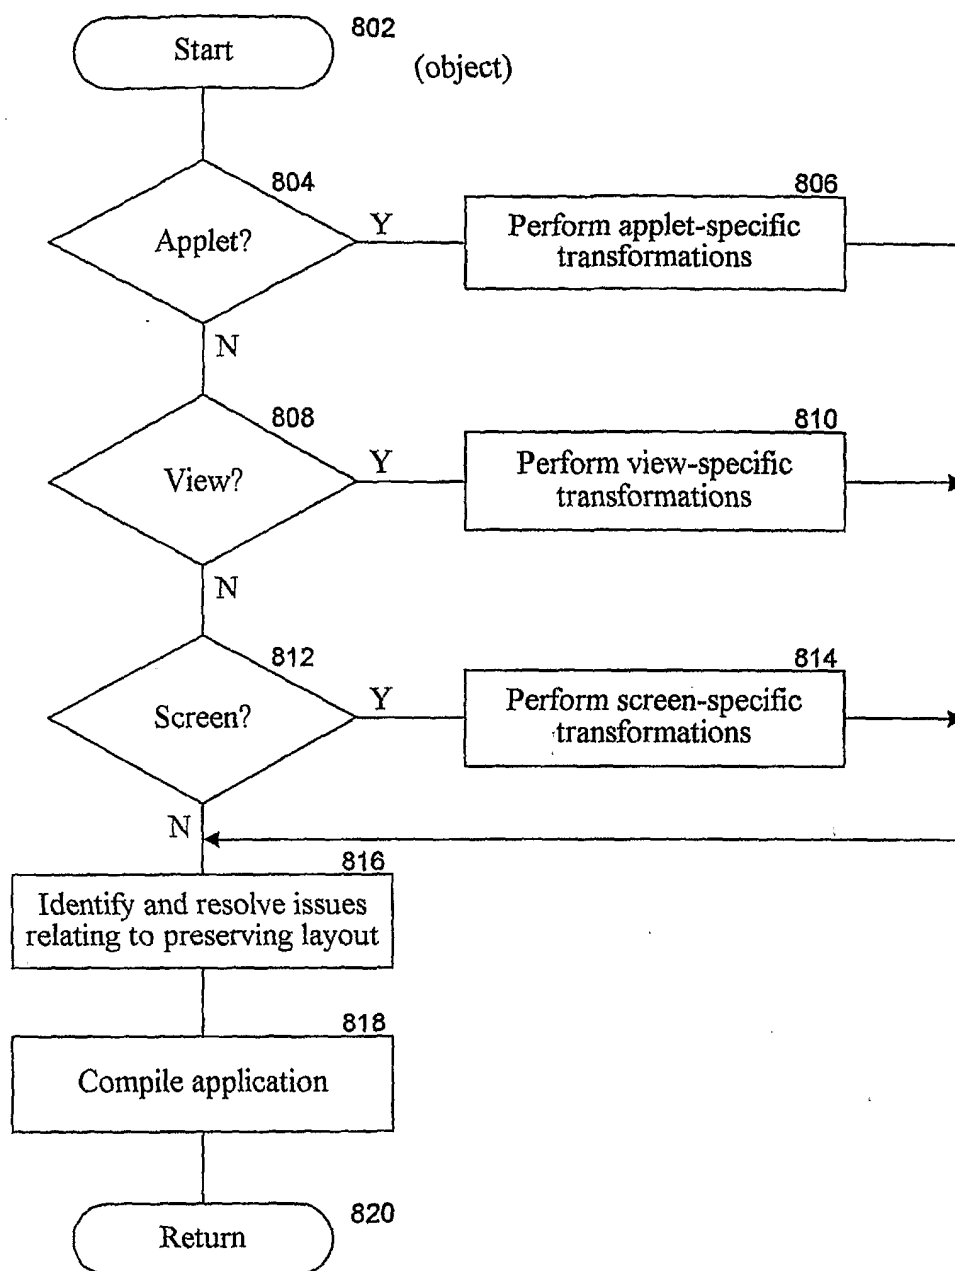 802
Start
(object)
804
806
Applet?
Y
Perform applet-specific
transformations
N
808
810
View?
Y
Perform view-specific
transformations
N
812
814
Screen?
Y
Perform screen-specific
transformations
N
816
Identify and resolve issues
relating to preserving layout
818
Compile application
820
Return